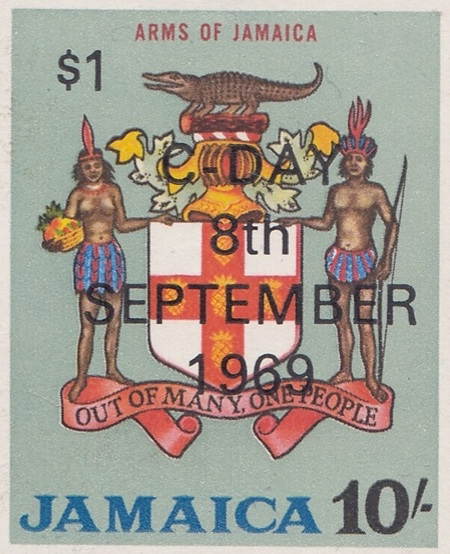 ARMS OF JAMAICA
$1
C-DAY
8th
SEPTEMBER
1969
OUT OF MANY, ONE PEOPLE
JAMAICA 10/-